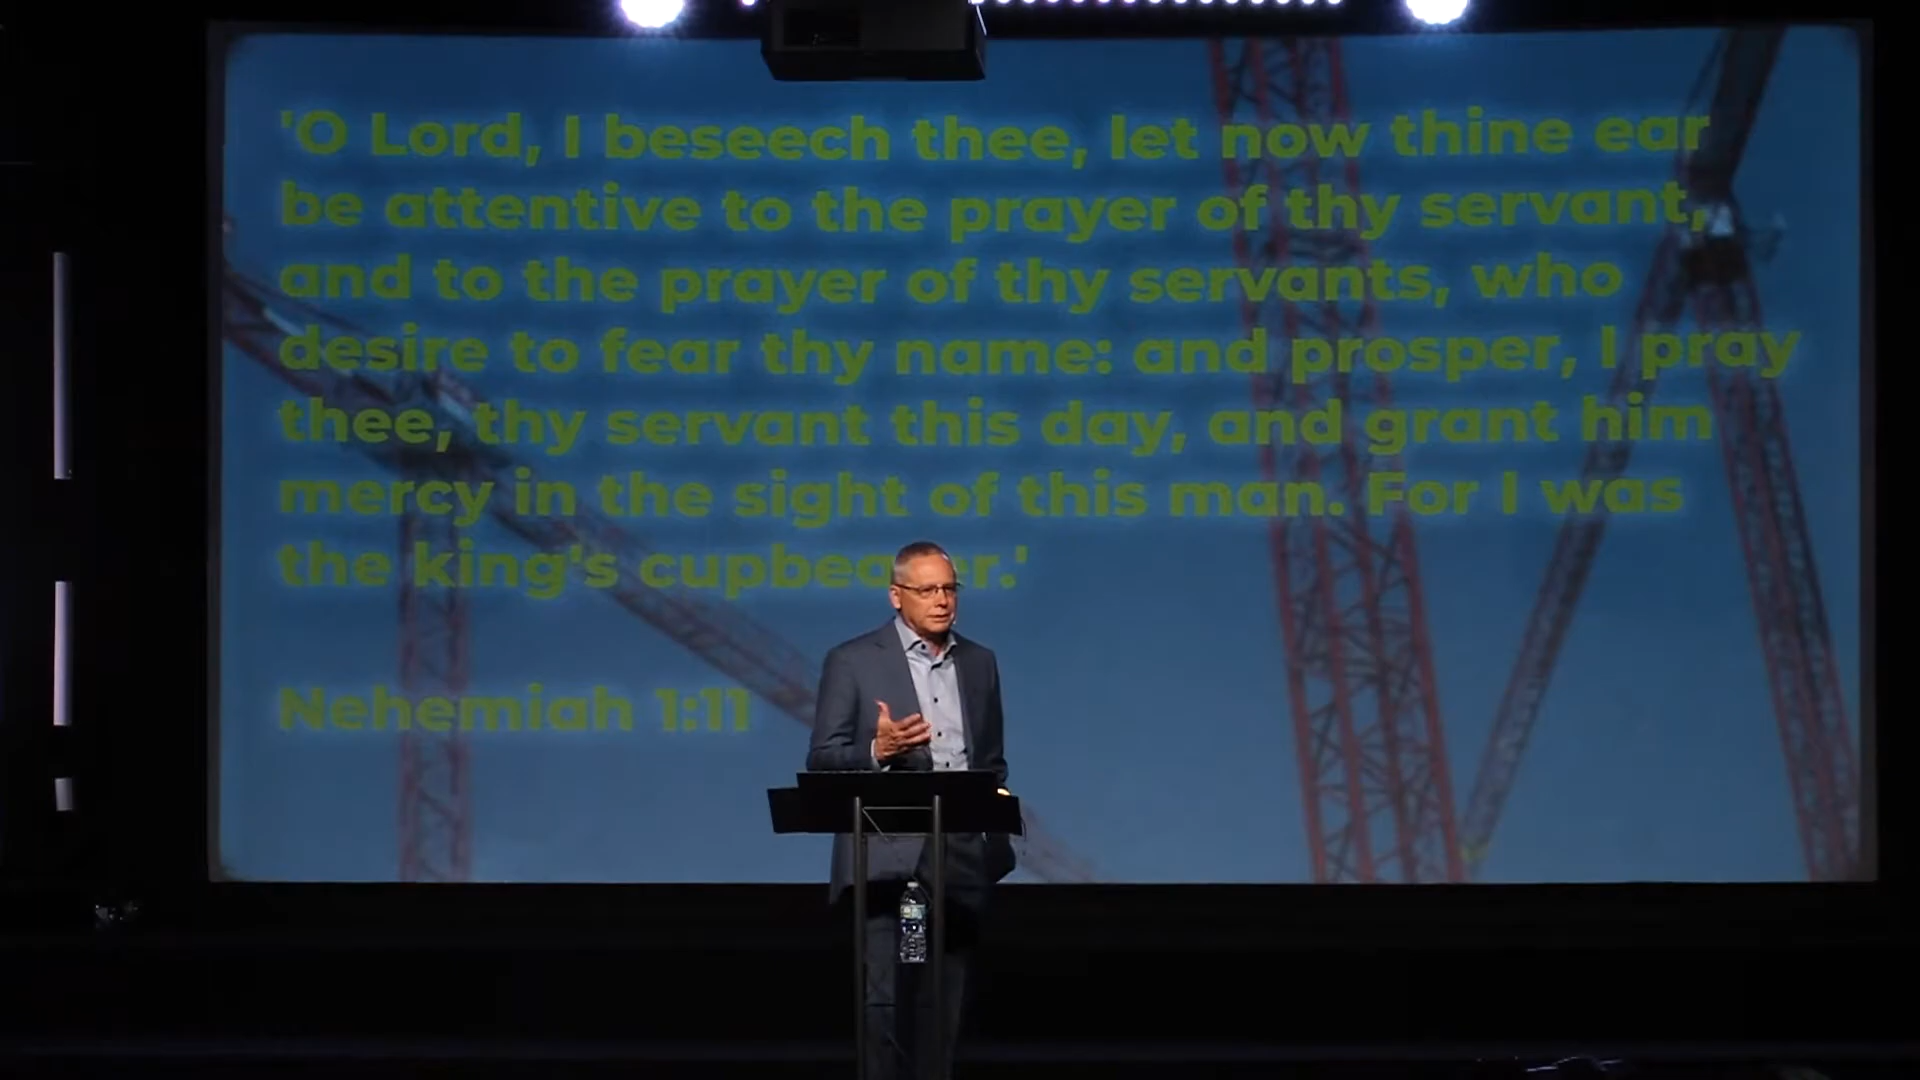 'O Lord, I beseech thee, let now thine ear
be attentive to the prayer of thy servant,
and to the prayer of thy servants, who
desire to fear thy name: and prosper, I pray
thee, thy servant this day, and grant him
mercy in the sight of this man. For I was
the king's cupbearer.'
Nehemiah 1:11